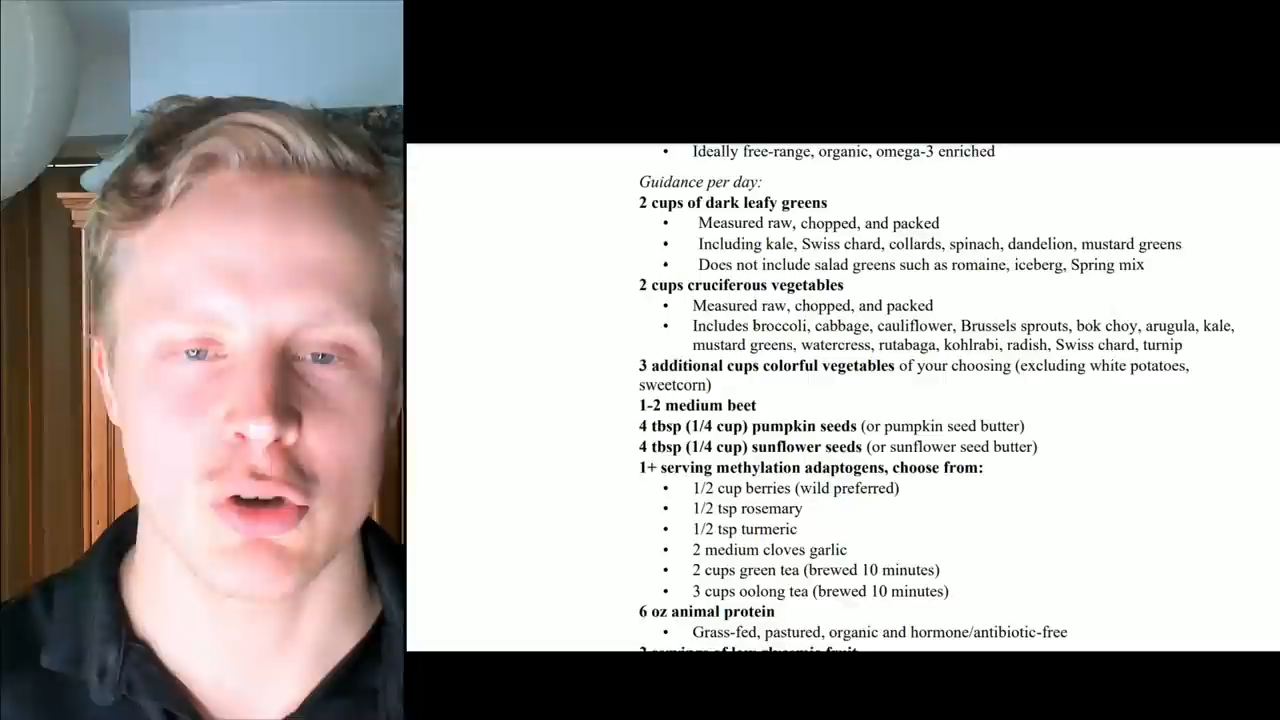 • Ideally free-range, organic, omega-3 enriched
Guidance per day:
2 cups of dark leafy greens
• Measured raw, chopped, and packed
• Including kale, Swiss chard, collards, spinach, dandelion, mustard greens
• Does not include salad greens such as romaine, iceberg, Spring mix
2 cups cruciferous vegetables
• Measured raw, chopped, and packed
• Includes broccoli, cabbage, cauliflower, Brussels sprouts, bok choy, arugula, kale,
mustard greens, watercress, rutabaga, kohlrabi, radish, Swiss chard, turnip
3 additional cups colorful vegetables of your choosing (excluding white potatoes,
sweetcorn)
1-2 medium beet
4 tbsp (1/4 cup) pumpkin seeds (or pumpkin seed butter)
4 tbsp (1/4 cup) sunflower seeds (or sunflower seed butter)
1+ serving methylation adaptogens, choose from:
• 1/2 cup berries (wild preferred)
• 1/2 tsp rosemary
• 1/2 tsp turmeric
• 2 medium cloves garlic
• 2 cups green tea (brewed 10 minutes)
• 3 cups oolong tea (brewed 10 minutes)
6 oz animal protein
• Grass-fed, pastured, organic and hormone/antibiotic-free
2 servings of low glycemic fruit